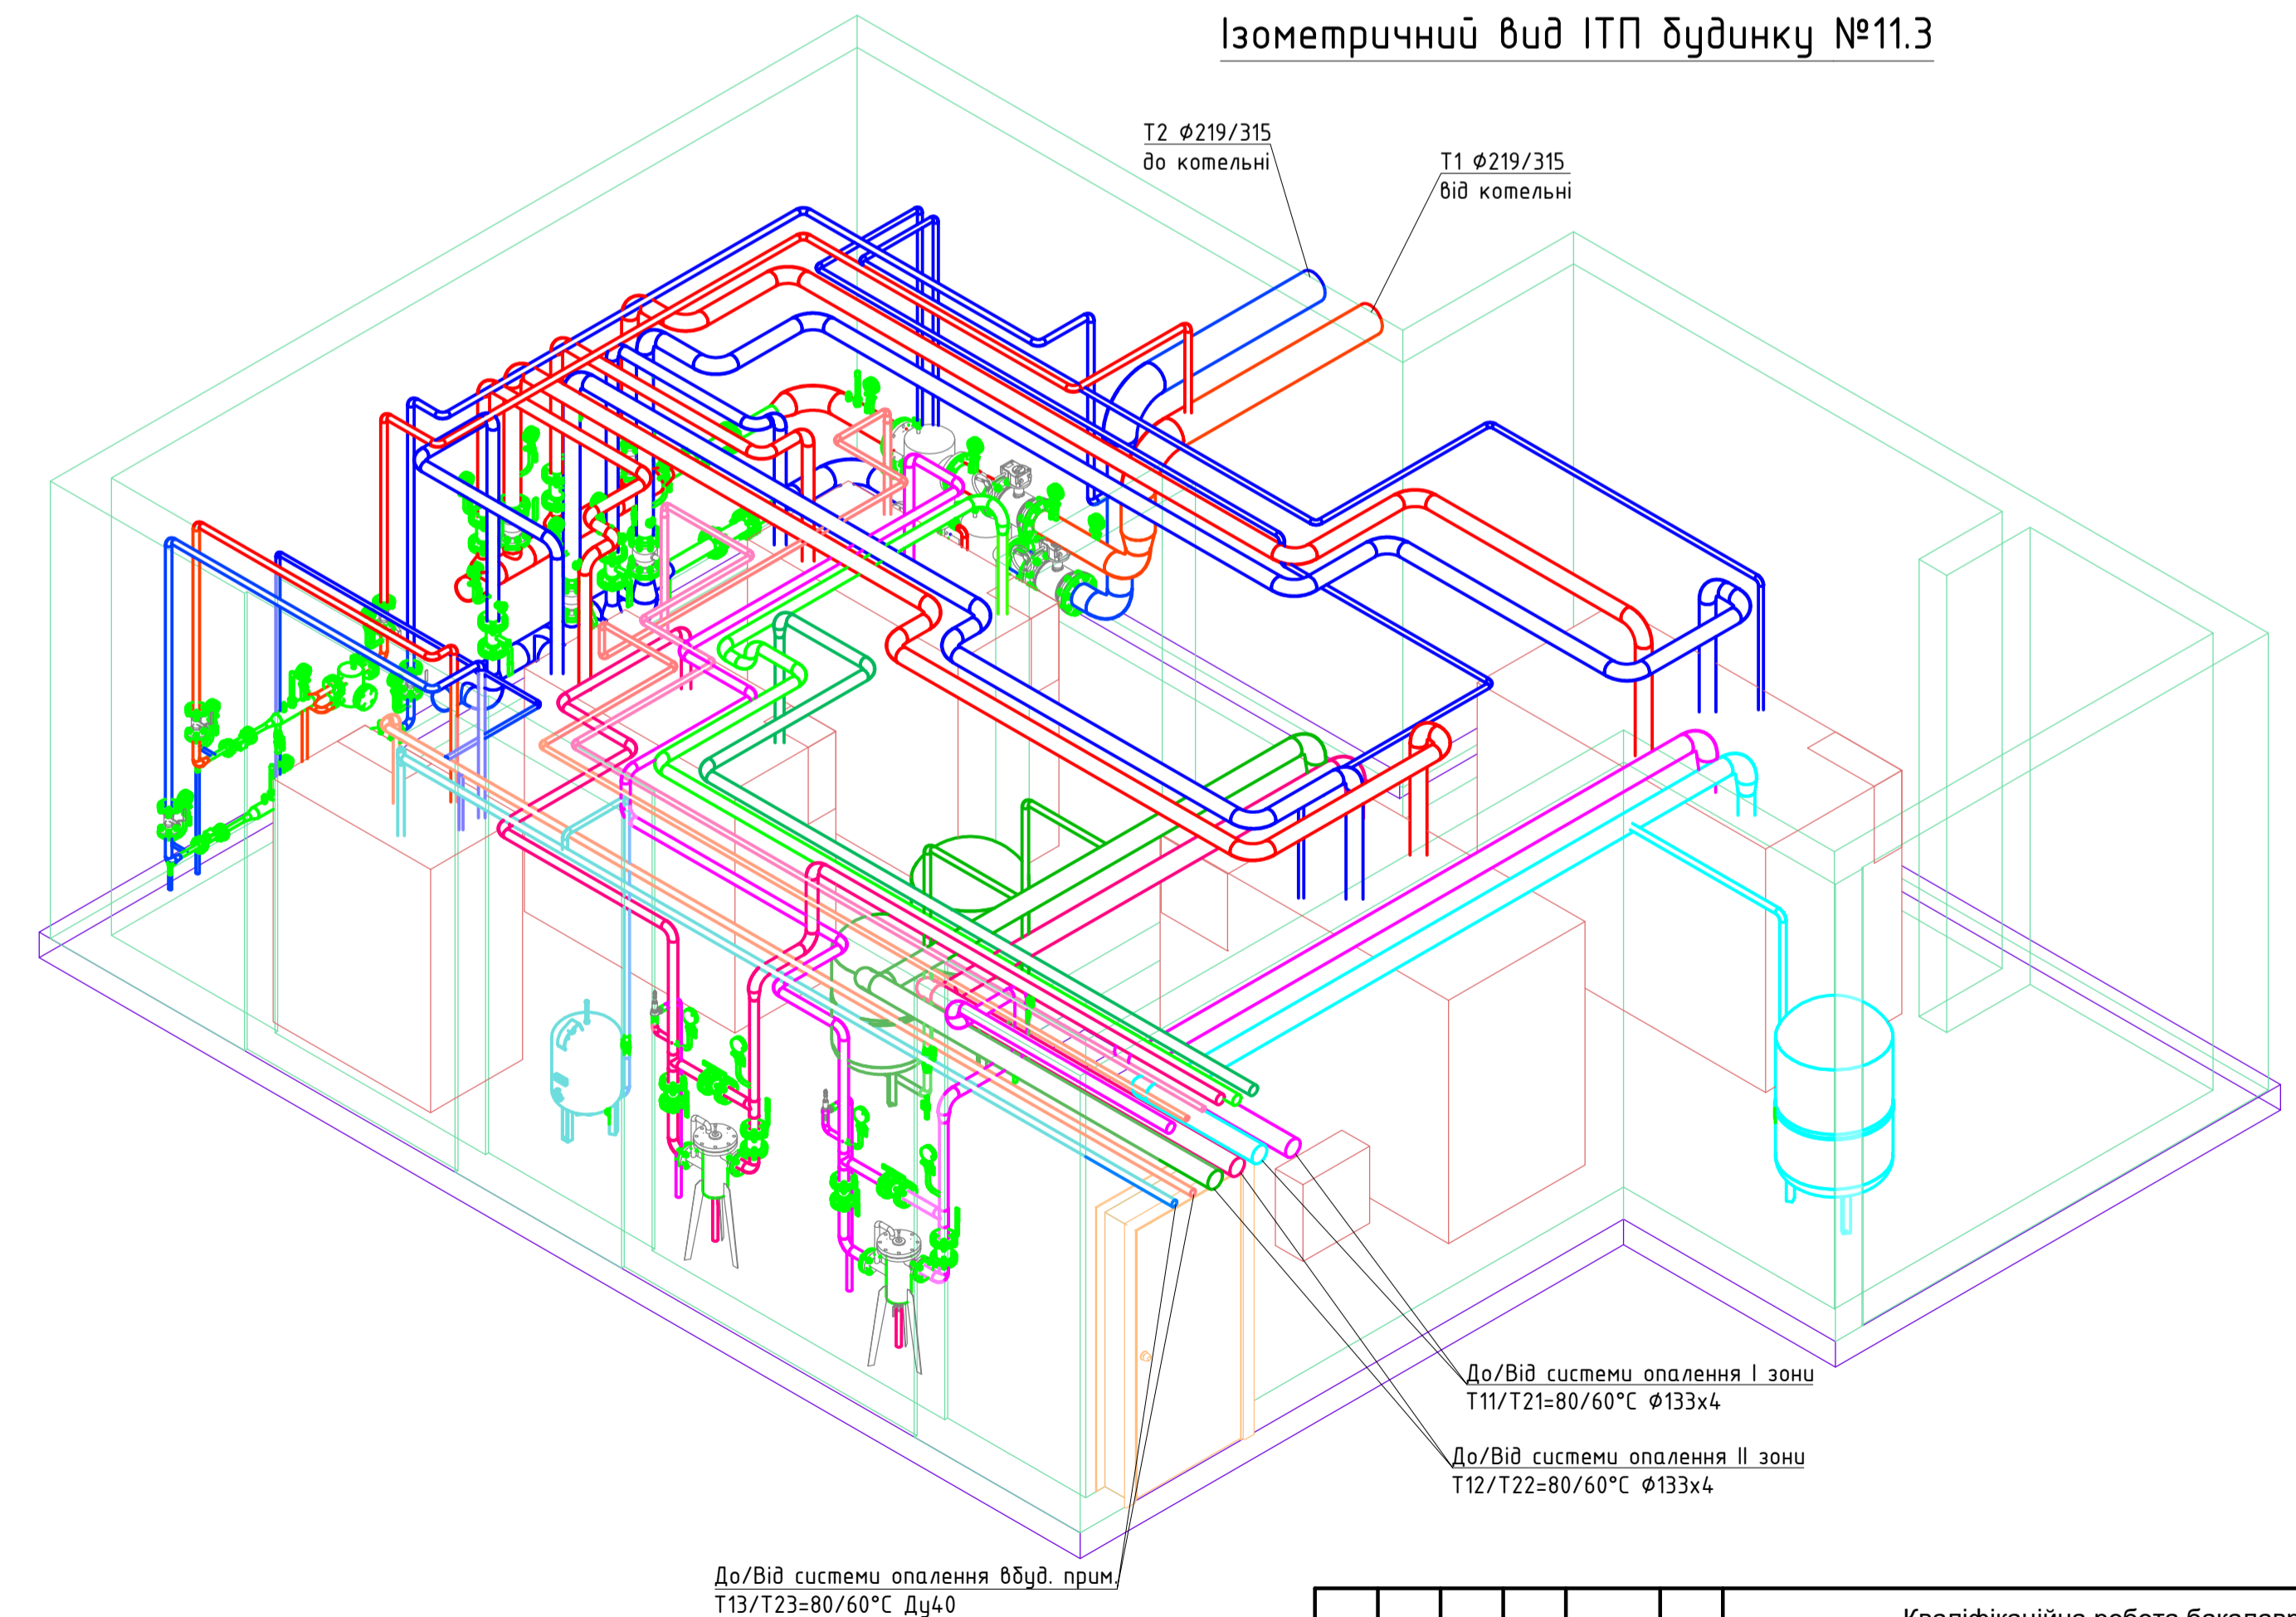 Ізометричний вид ІТП будинку №11.3
Т2 Ф219/315
до котельні
Т1 Ф219/315
від котельні
До/Від системи опалення І зони
Т11/Т21=80/60°С Ф133х4
До/Від системи опалення ІІ зони
Т12/Т22=80/60°С Ф133х4
До/Від системи опалення вбуд. прим.
Т13/Т23=80/60°С Ду40